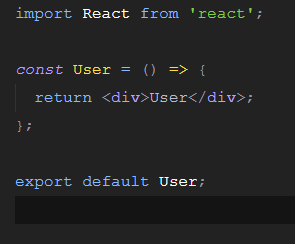 import React from 'react';
const User = () => {
  return <div>User</div>;
};
export default User;